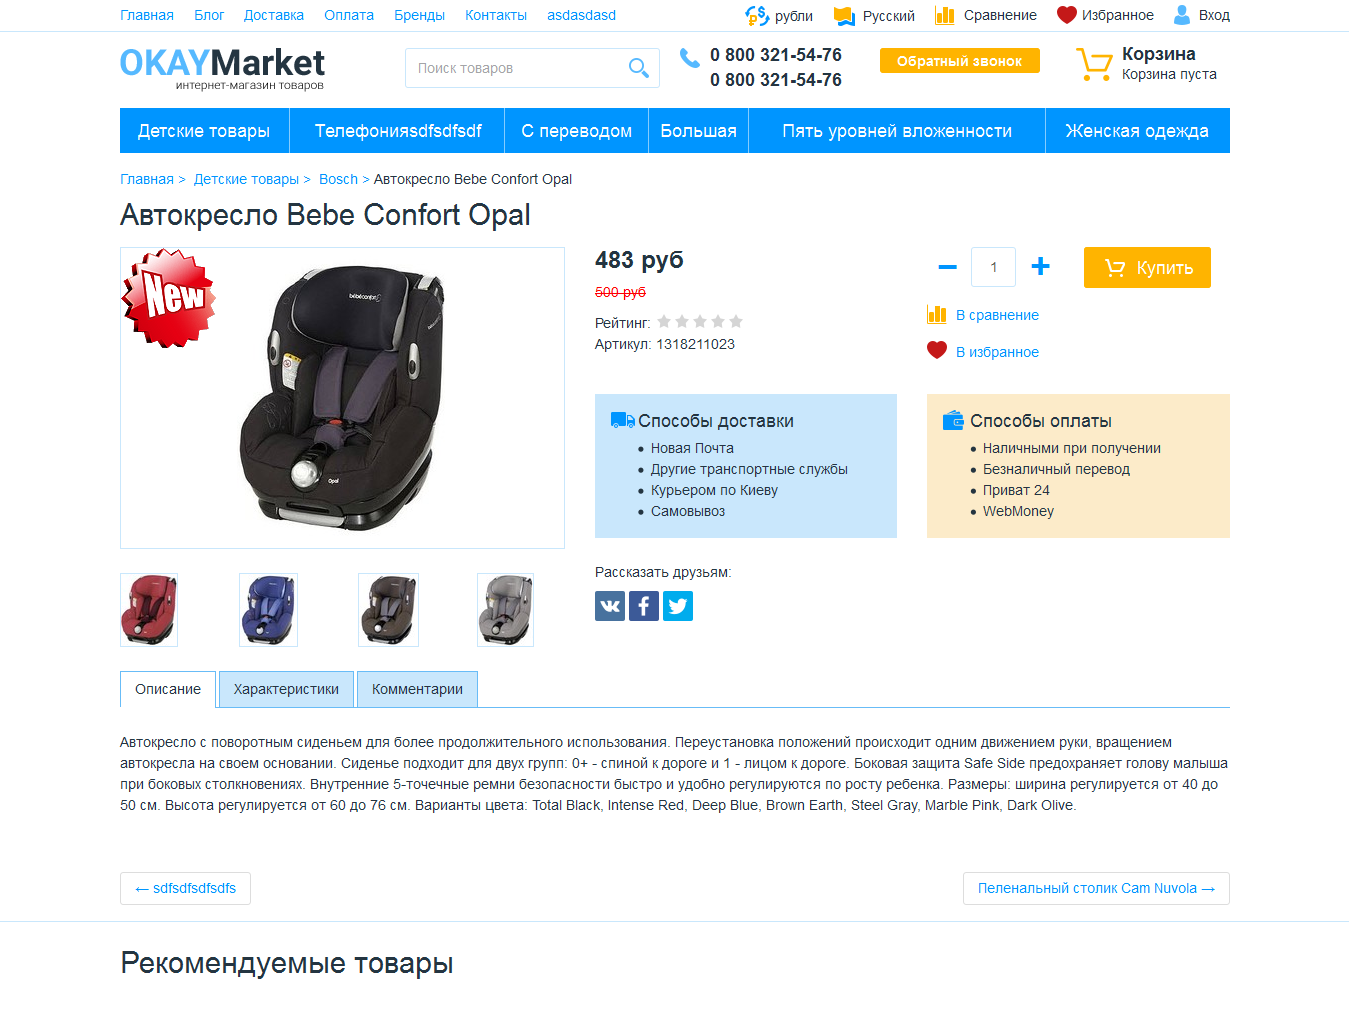 Главная Блог Доставка Оплата Бренды Контакты asdasdasd рубли Русский Сравнение Избранное Вход
OKAYMarket
интернет-магазин товаров
Поиск товаров
0 800 321-54-76
0 800 321-54-76
Обратный звонок
Корзина
Корзина пуста
Детские товары Телефонияsdfsdfsdf С переводом Большая Пять уровней вложенности Женская одежда
Главная > Детские товары > Bosch > Автокресло Bebe Confort Opal
Автокресло Bebe Confort Opal
New
bébéconfort
bébéconfort
Opal
483 руб
500 руб
Рейтинг:
Артикул: 1318211023
− 1 +
Купить
В сравнение
В избранное
Способы доставки
• Новая Почта
• Другие транспортные службы
• Курьером по Киеву
• Самовывоз
Способы оплаты
• Наличными при получении
• Безналичный перевод
• Приват 24
• WebMoney
Рассказать друзьям:
Описание Характеристики Комментарии
Автокресло с поворотным сиденьем для более продолжительного использования. Переустановка положений происходит одним движением руки, вращением
автокресла на своем основании. Сиденье подходит для двух групп: 0+ - спиной к дороге и 1 - лицом к дороге. Боковая защита Safe Side предохраняет голову малыша
при боковых столкновениях. Внутренние 5-точечные ремни безопасности быстро и удобно регулируются по росту ребенка. Размеры: ширина регулируется от 40 до
50 см. Высота регулируется от 60 до 76 см. Варианты цвета: Total Black, Intense Red, Deep Blue, Brown Earth, Steel Gray, Marble Pink, Dark Olive.
← sdfsdfsdfsdfs
Пеленальный столик Cam Nuvola →
Рекомендуемые товары